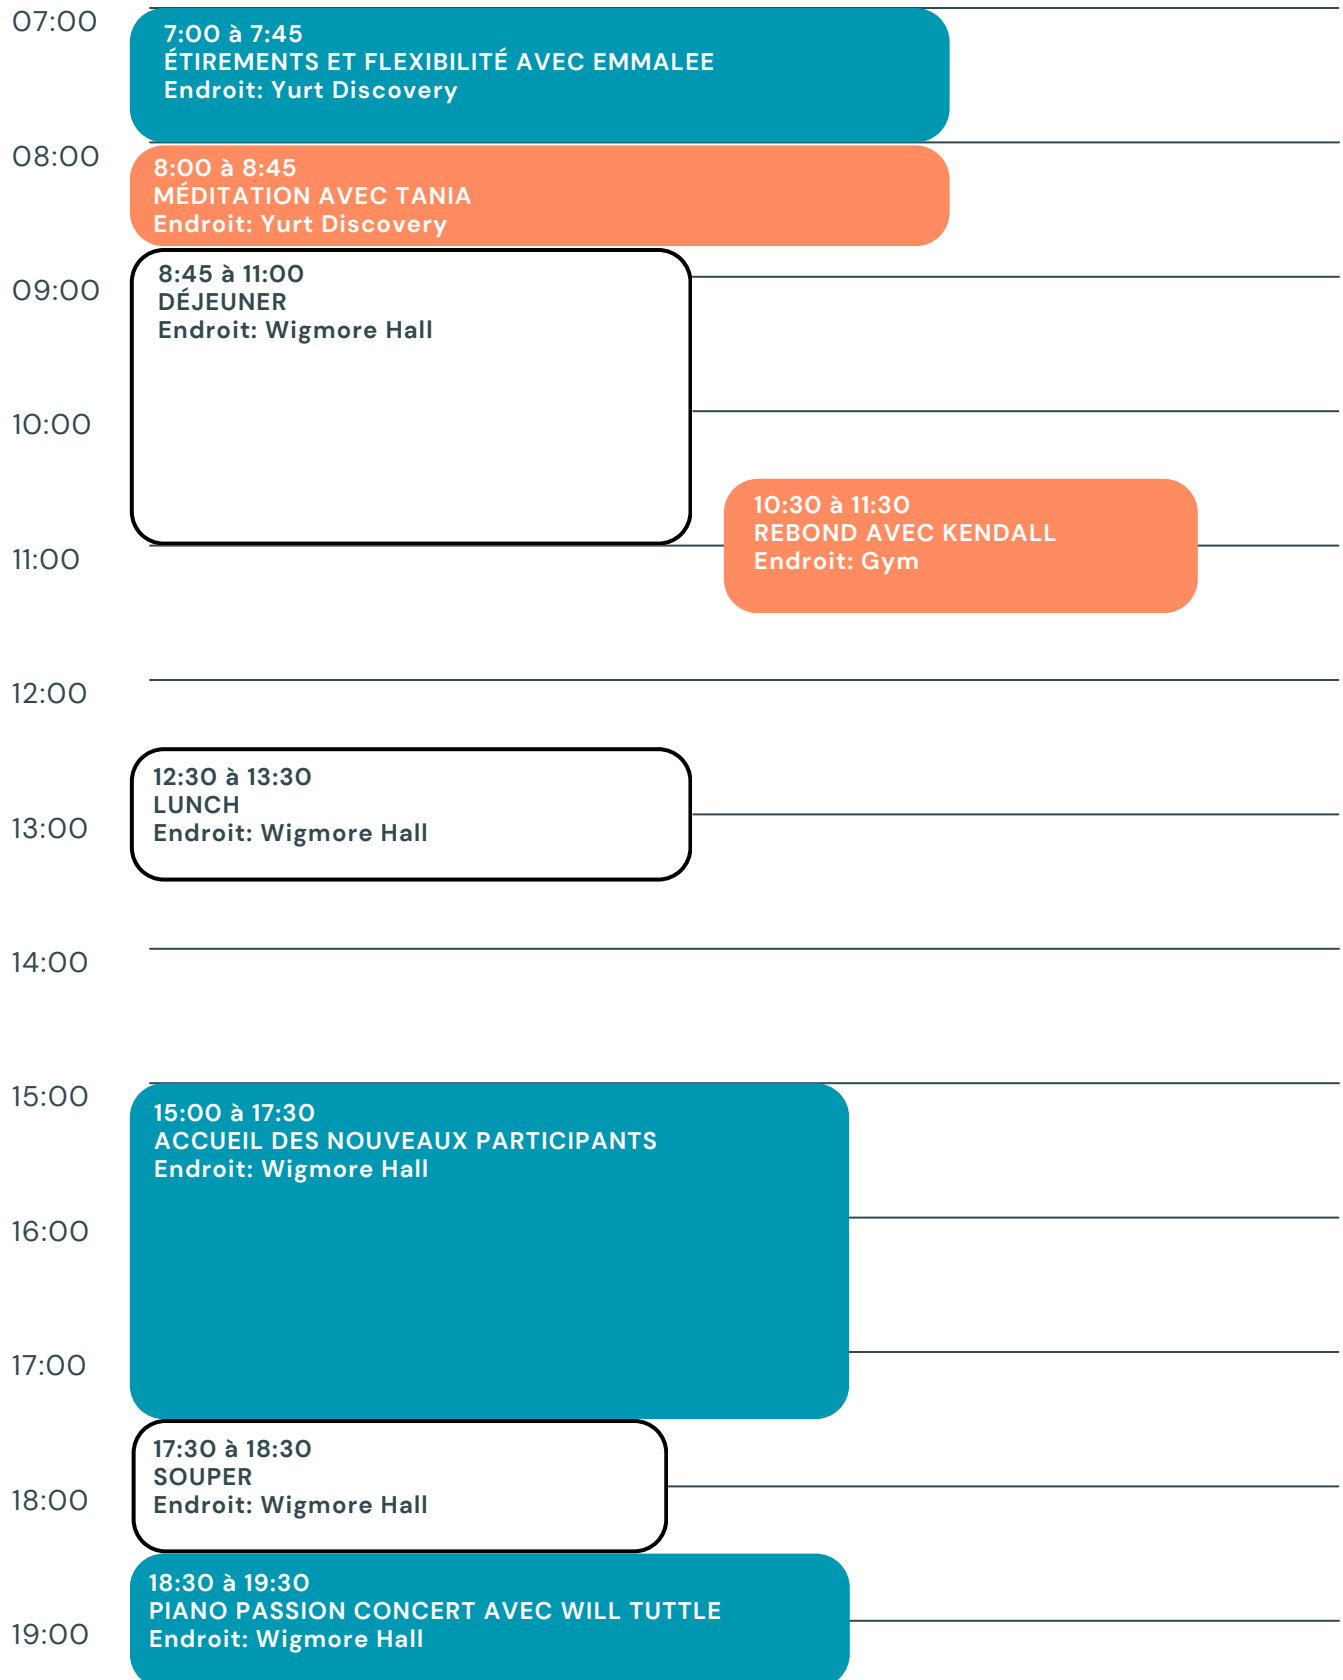 07:00
7:00 à 7:45
ÉTIREMENTS ET FLEXIBILITÉ AVEC EMMALEE
Endroit: Yurt Discovery
08:00
8:00 à 8:45
MÉDITATION AVEC TANIA
Endroit: Yurt Discovery
8:45 à 11:00
09:00
DÉJEUNER
Endroit: Wigmore Hall
10:00
10:30 à 11:30
REBOND AVEC KENDALL
11:00
Endroit: Gym
12:00
12:30 à 13:30
LUNCH
13:00
Endroit: Wigmore Hall
14:00
15:00
15:00 à 17:30
ACCUEIL DES NOUVEAUX PARTICIPANTS
Endroit: Wigmore Hall
16:00
17:00
17:30 à 18:30
SOUPER
18:00
Endroit: Wigmore Hall
18:30 à 19:30
PIANO PASSION CONCERT AVEC WILL TUTTLE
19:00
Endroit: Wigmore Hall